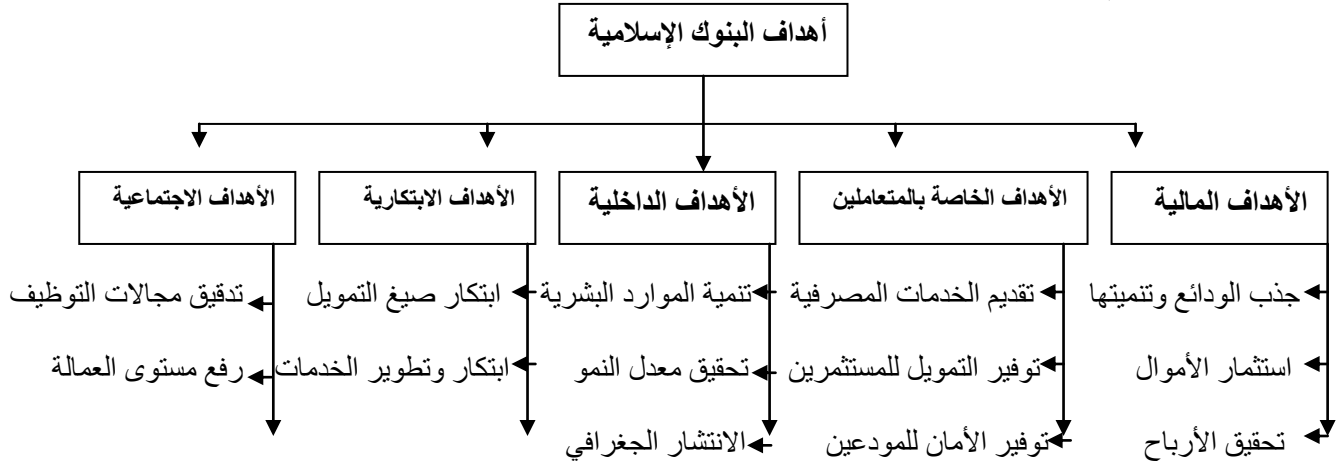 أهداف البنوك الإسلامية
الأهداف المالية
الأهداف الخاصة بالمتعاملين
الأهداف الداخلية
الأهداف الابتكارية
الأهداف الاجتماعية
جذب الودائع وتنميتها
استثمار الأموال
تحقيق الأرباح
تقديم الخدمات المصرفية
توفير التمويل للمستثمرين
توفير الأمان للمودعين
تنمية الموارد البشرية
تحقيق معدل النمو
الانتشار الجغرافي
ابتكار صيغ التمويل
ابتكار وتطوير الخدمات
تدقيق مجالات التوظيف
رفع مستوى العمالة